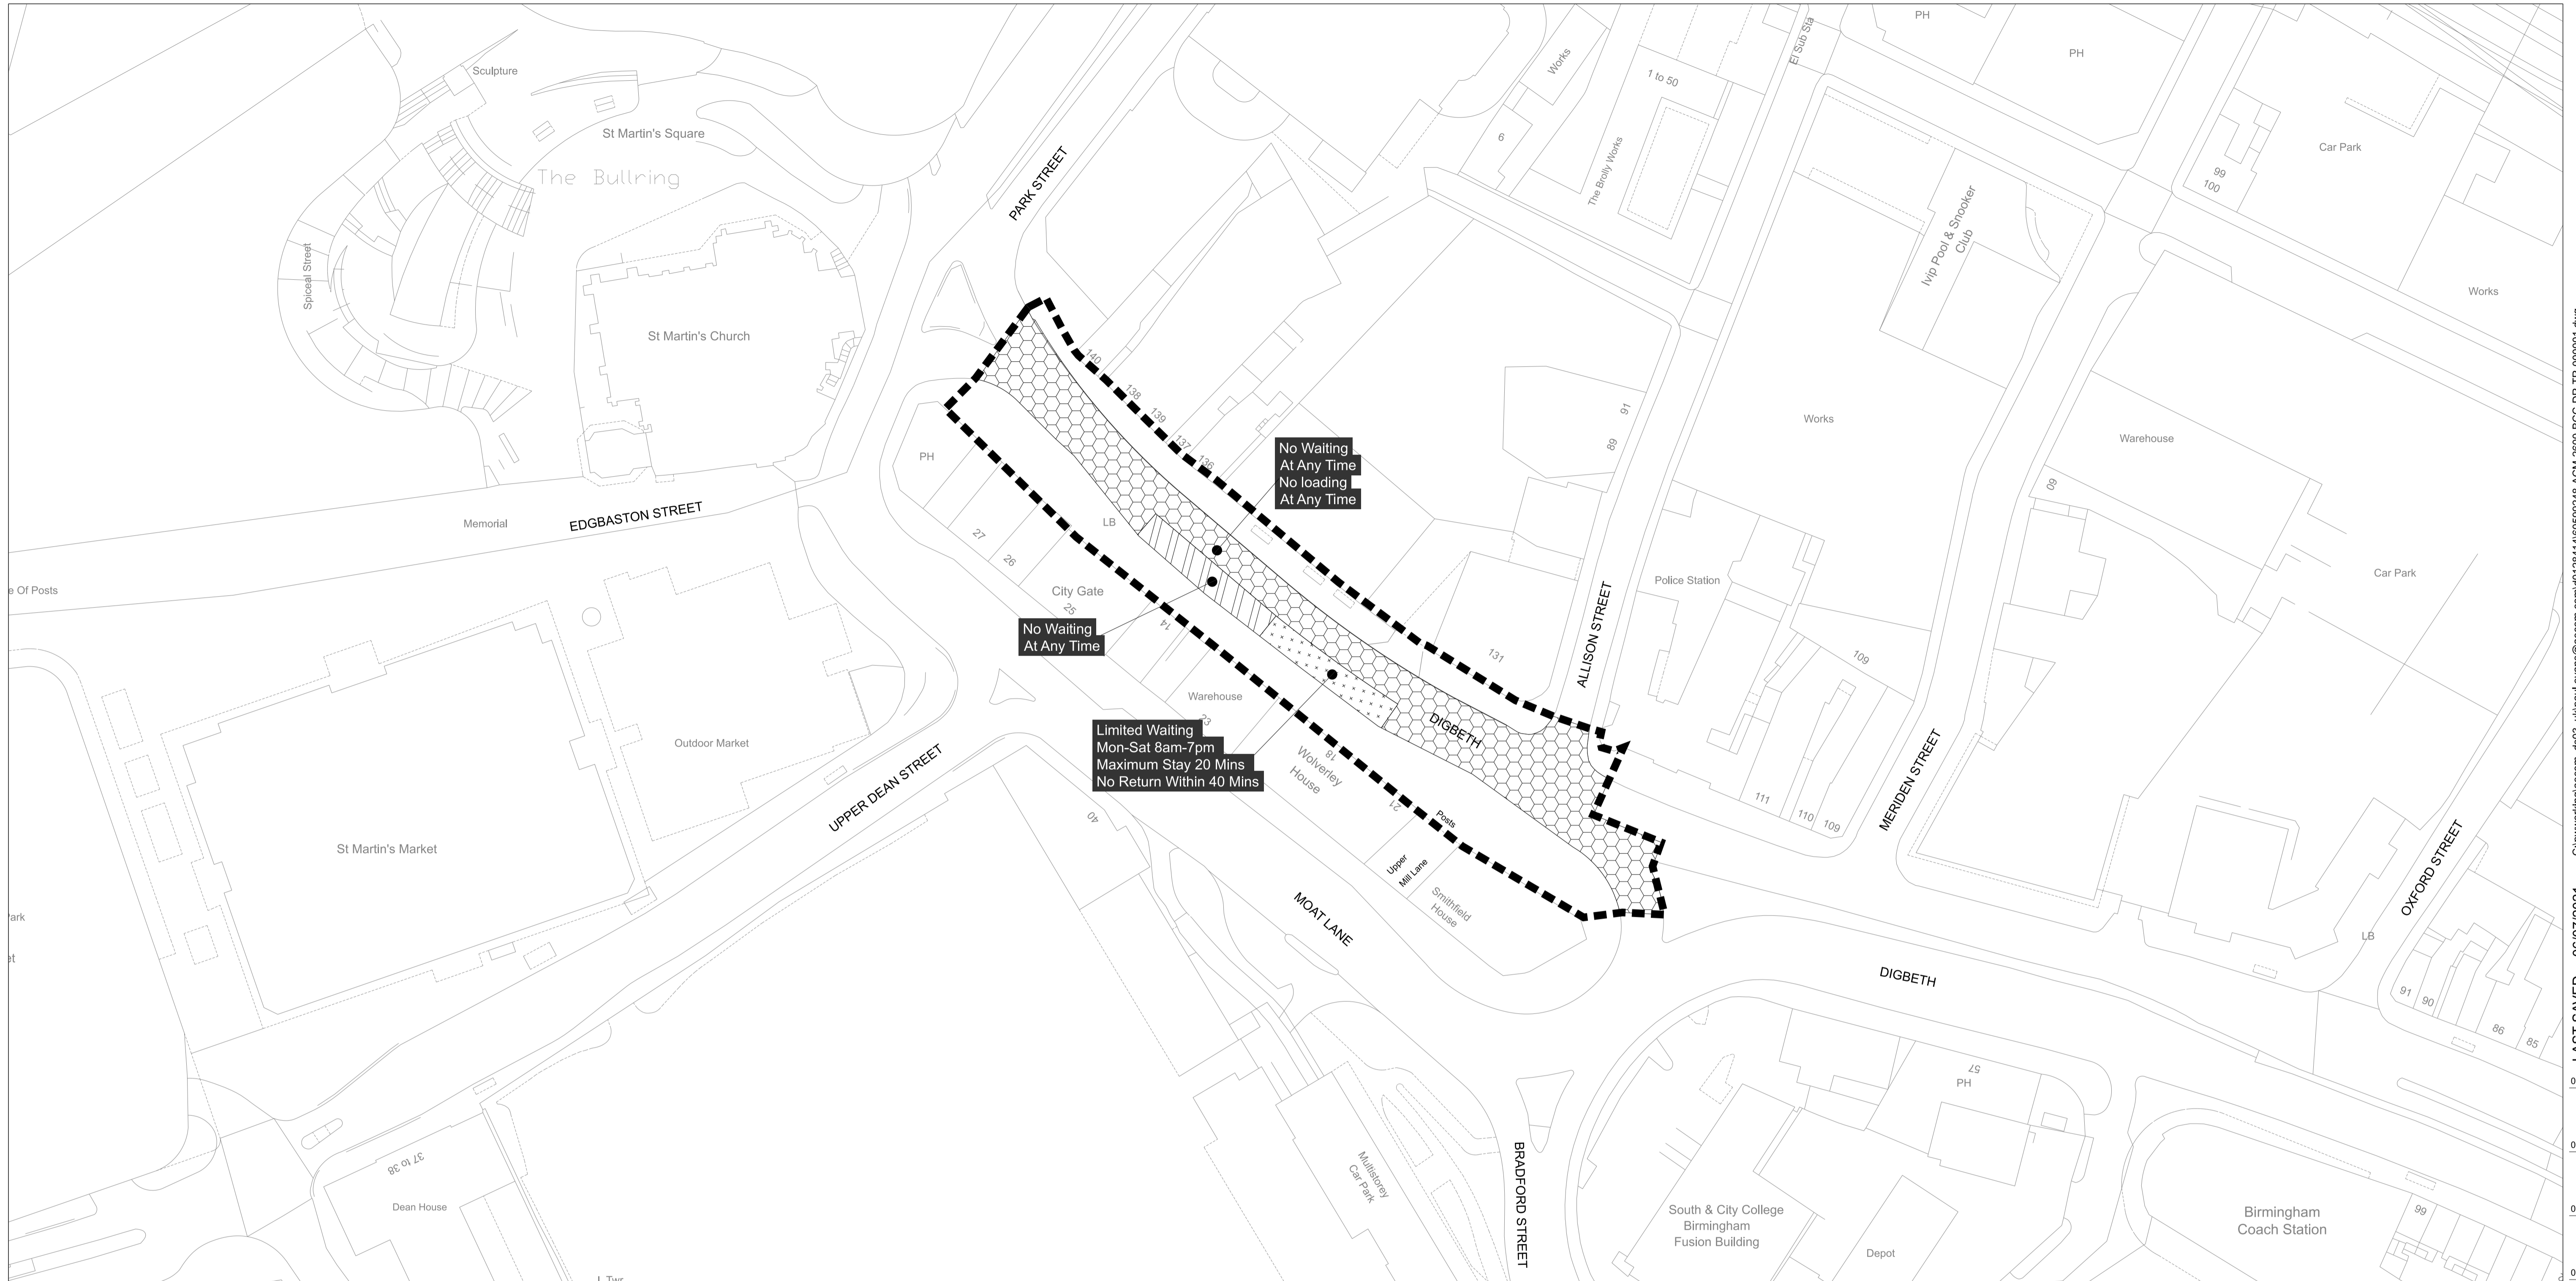 PH
PH
El Sub Sta
Works
1 to 50
Sculpture
St Martin's Square
The Bullring
6
The Brolly Works
99
100
Car Park
PARK STREET
Ivip Pool & Snooker
Club
Spiceal Street
St Martin's Church
Works
140
138
139
137
136
91
89
Works
Warehouse
60
No Waiting
At Any Time
No loading
At Any Time
PH
EDGBASTON STREET
Memorial
LB
27
26
25
14
City Gate
e Of Posts
Police Station
Car Park
ALLISON STREET
No Waiting
At Any Time
131
109
Warehouse
23
Limited Waiting
Mon-Sat 8am-7pm
Maximum Stay 20 Mins
No Return Within 40 Mins
DIGBETH
18
Wolverley
House
21
Posts
Outdoor Market
UPPER DEAN STREET
40
111
110
109
MERIDEN STREET
St Martin's Market
Upper
Mill Lane
Smithfield
House
MOAT LANE
OXFORD STREET
LB
DIGBETH
91
90
86
85
57
PH
37 to 38
Dean House
Multistorey
Car Park
BRADFORD STREET
South & City College
Birmingham
Fusion Building
Depot
Birmingham
Coach Station
99
LAST SAVED